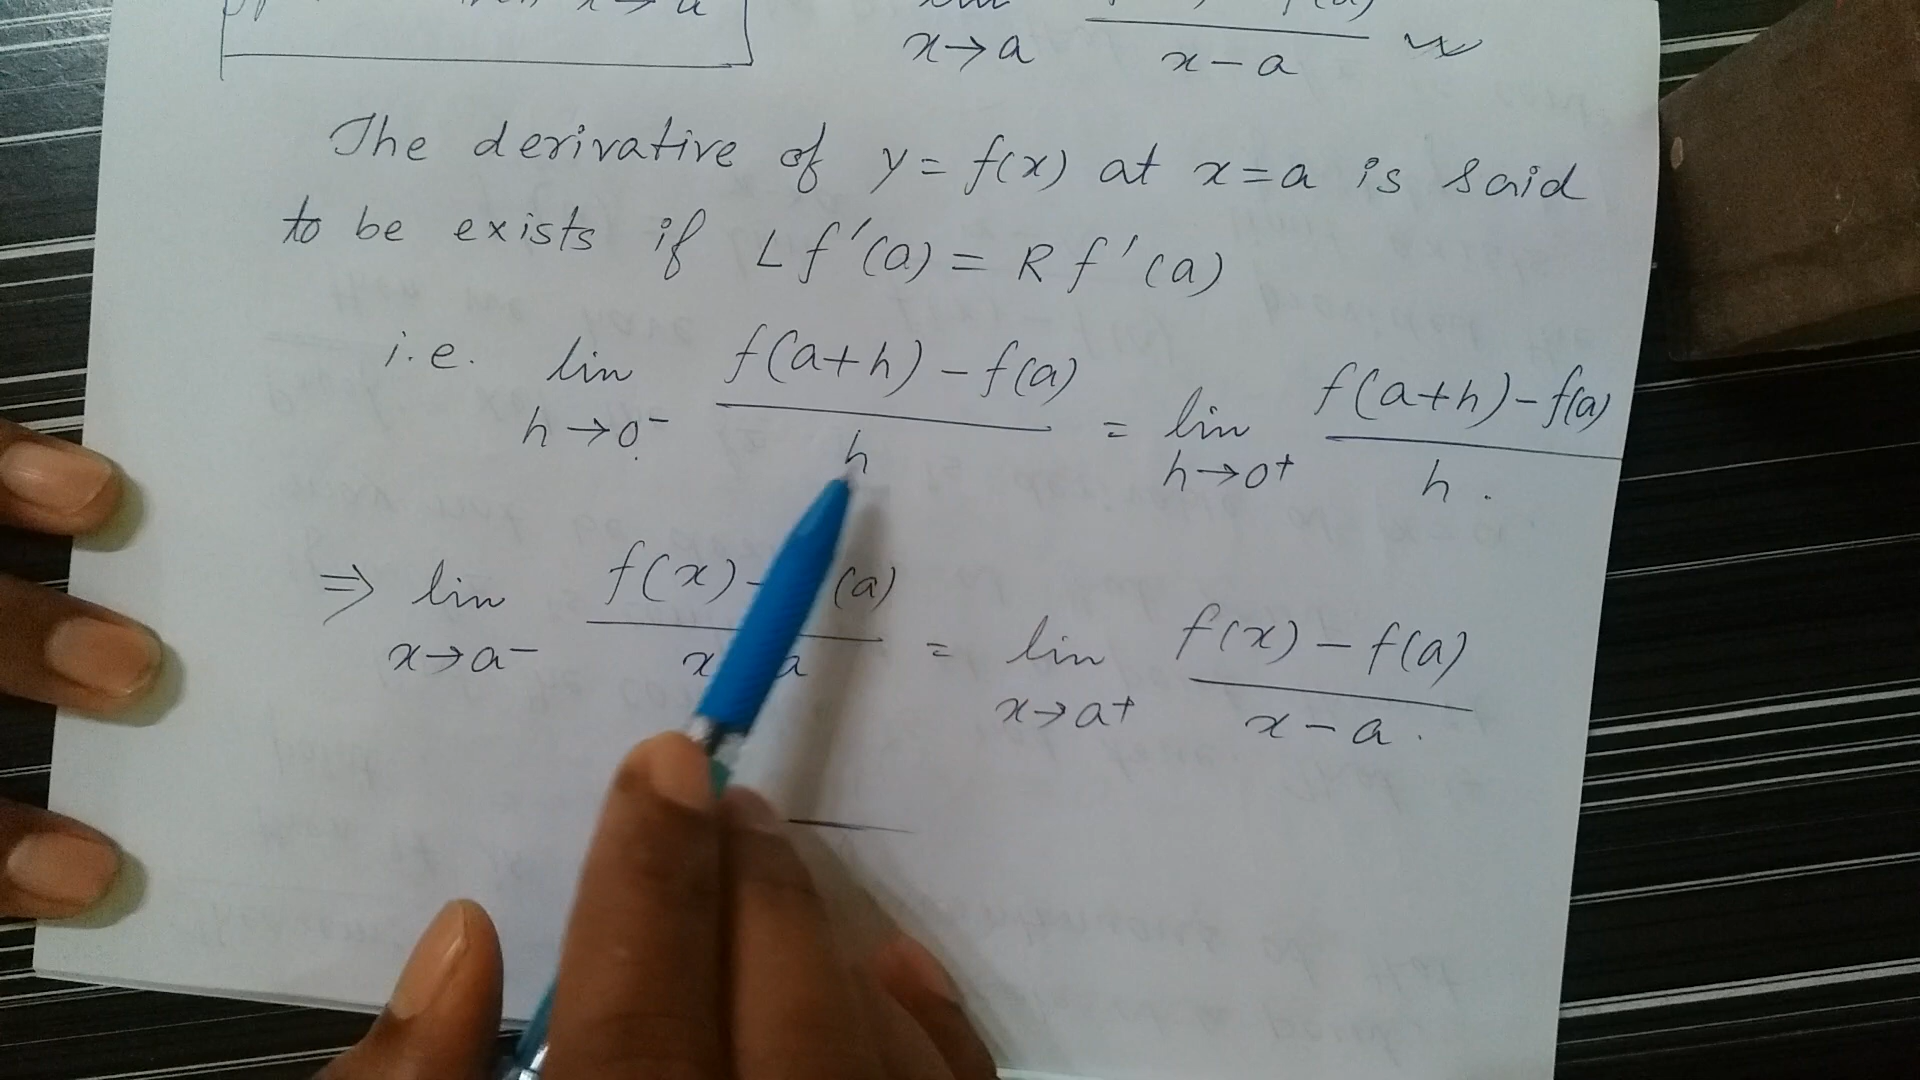 x→a
x→a
x-a
The derivative of y=f(x) at x=a is said
to be exists if Lf'(a) = Rf'(a)
i.e. lim h→0- f(a+h)-f(a) / h = lim h→0+ f(a+h)-f(a) / h.
⇒ lim x→a- f(x)- (a) / x a = lim x→a+ f(x)-f(a) / x-a.